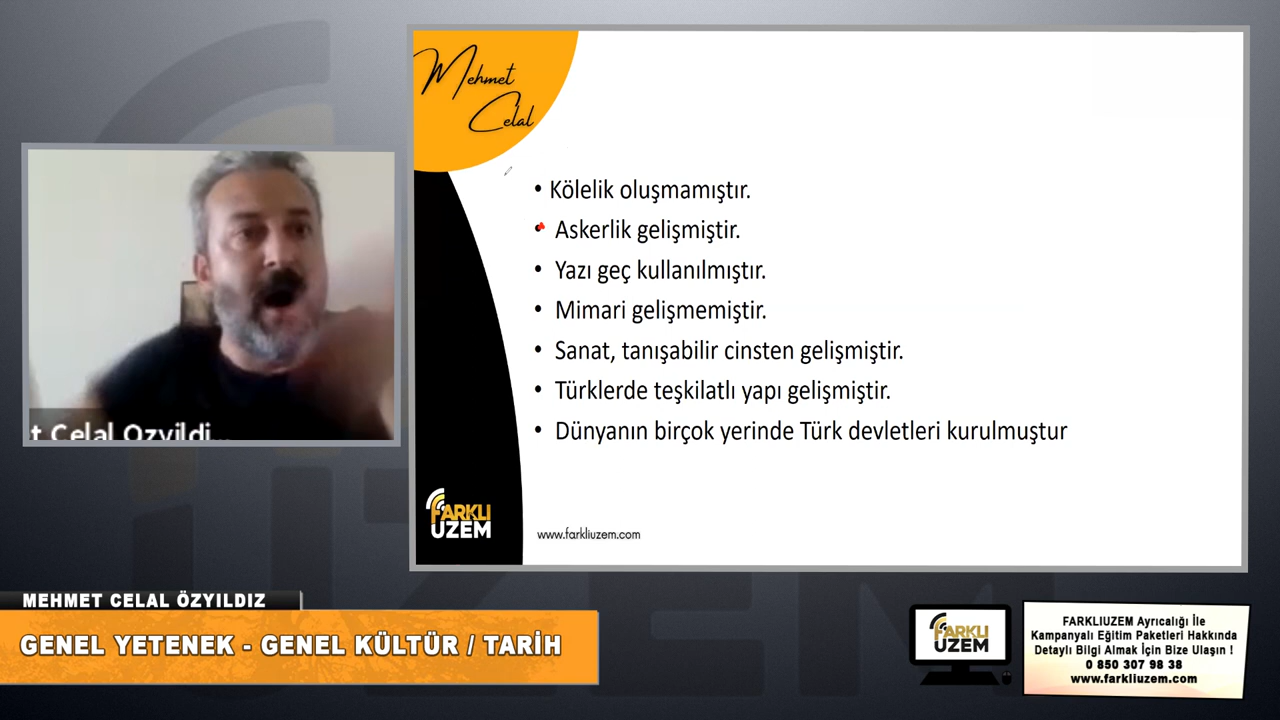 Mehmet
Celal
• Kölelik oluşmamıştır.
• Askerlik gelişmiştir.
• Yazı geç kullanılmıştır.
• Mimari gelişmemiştir.
• Sanat, tanışabilir cinsten gelişmiştir.
• Türklerde teşkilatlı yapı gelişmiştir.
• Dünyanın birçok yerinde Türk devletleri kurulmuştur
t Celal Ozyildi...
FARKLI
UZEM
www.farkliuzem.com
MEHMET CELAL ÖZYILDIZ
GENEL YETENEK - GENEL KÜLTÜR / TARİH
FARKLI
UZEM
FARKLIUZEM Ayrıcalığı İle
Kampanyalı Eğitim Paketleri Hakkında
Detaylı Bilgi Almak İçin Bize Ulaşın !
0 850 307 98 38
www.farkliuzem.com